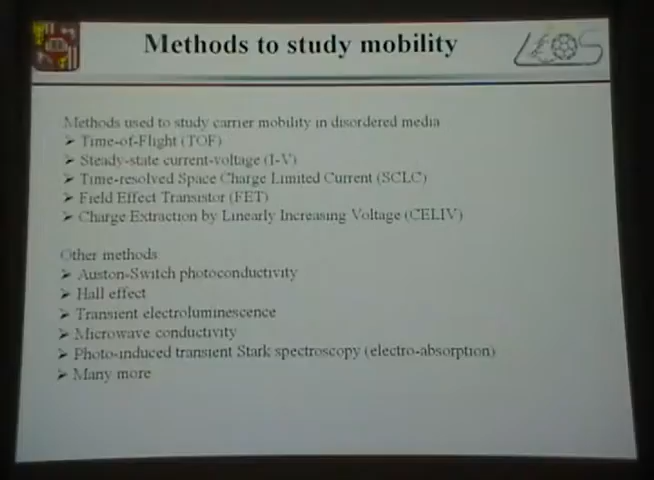 Methods to study mobility
LEOS
Methods used to study carrier mobility in disordered media
➤ Time-of-Flight (TOF)
➤ Steady-state current-voltage (I-V)
➤ Time-resolved Space Charge Limited Current (SCLC)
➤ Field Effect Transistor (FET)
➤ Charge Extraction by Linearly Increasing Voltage (CELIV)
Other methods
➤ Auston-Switch photoconductivity
➤ Hall effect
➤ Transient electroluminescence
➤ Microwave conductivity
➤ Photo-induced transient Stark spectroscopy (electro-absorption)
➤ Many more